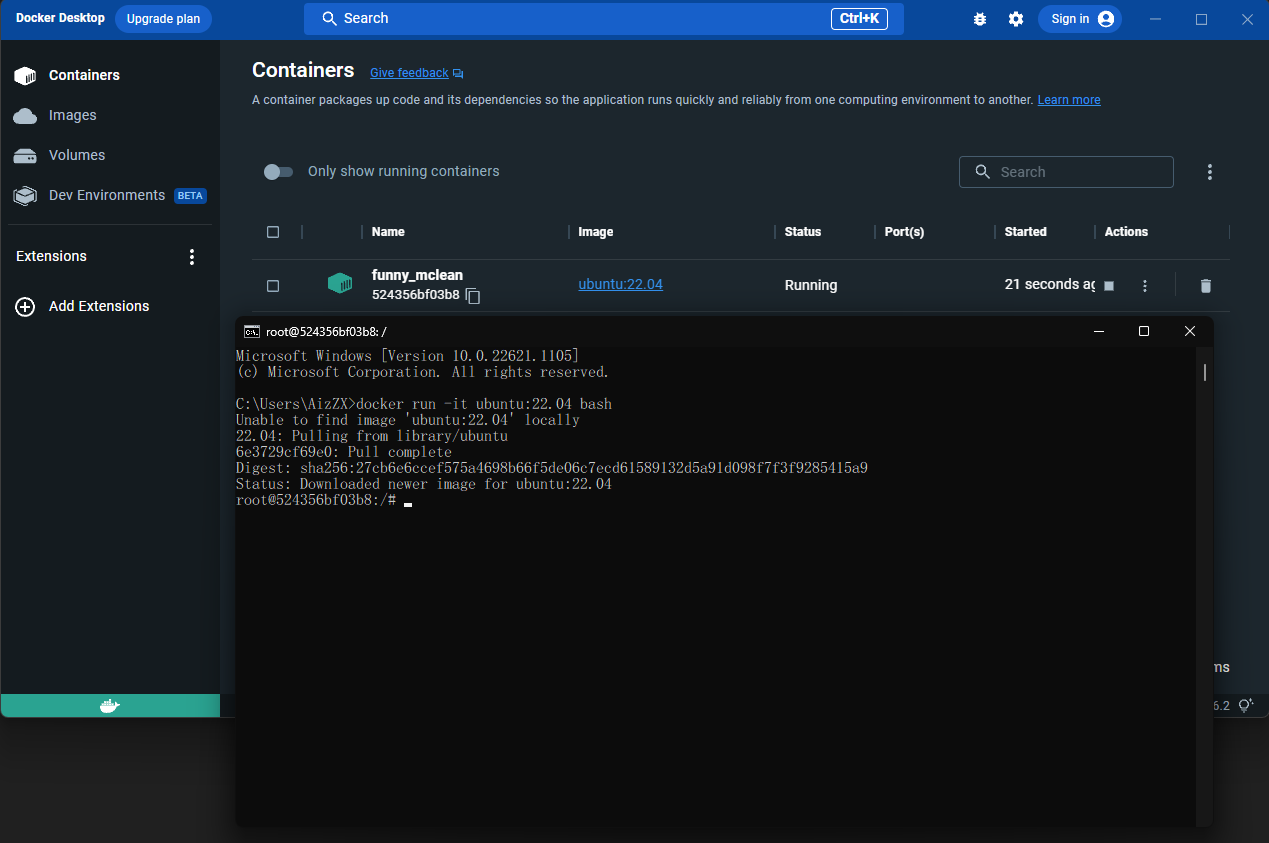 Docker Desktop Upgrade plan Search Ctrl+K Sign in
Containers
Images
Volumes
Dev Environments BETA
Extensions
Add Extensions
Containers Give feedback
A container packages up code and its dependencies so the application runs quickly and reliably from one computing environment to another. Learn more
Only show running containers Search
Name Image Status Port(s) Started Actions
funny_mclean
524356bf03b8 ubuntu:22.04 Running 21 seconds ag
root@524356bf03b8: /
Microsoft Windows [Version 10.0.22621.1105]
(c) Microsoft Corporation. All rights reserved.
C:\Users\AizZX>docker run -it ubuntu:22.04 bash
Unable to find image 'ubuntu:22.04' locally
22.04: Pulling from library/ubuntu
6e3729cf69e0: Pull complete
Digest: sha256:27cb6e6ccef575a4698b66f5de06c7ecd61589132d5a91d098f7f3f9285415a9
Status: Downloaded newer image for ubuntu:22.04
root@524356bf03b8:/#
ms
6.2